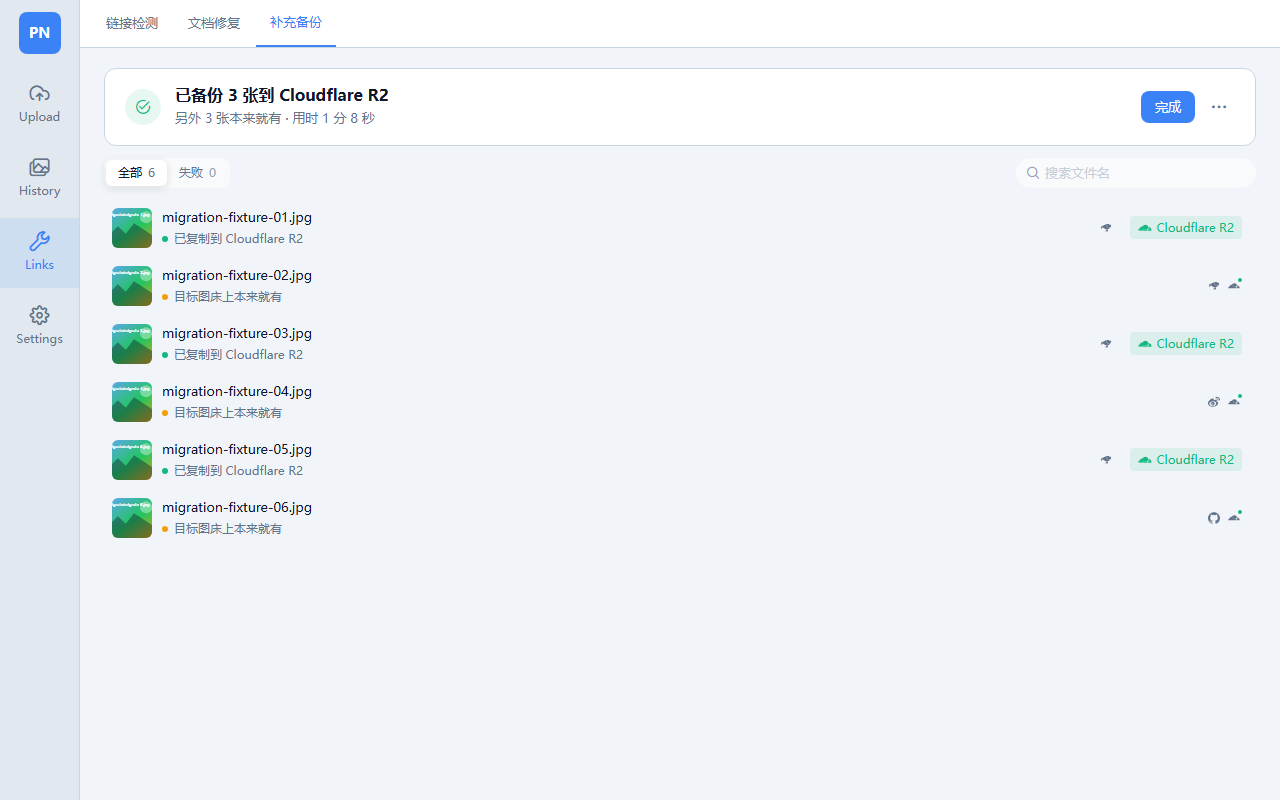 PN
Upload
History
Links
Settings
链接检测 文档修复 补充备份
已备份 3 张到 Cloudflare R2
另外 3 张本来就有 · 用时 1 分 8 秒
完成
全部 6 失败 0
搜索文件名
migration-fixture-01.jpg
已复制到 Cloudflare R2
Cloudflare R2
migration-fixture-02.jpg
目标图床上本来就有
migration-fixture-03.jpg
已复制到 Cloudflare R2
Cloudflare R2
migration-fixture-04.jpg
目标图床上本来就有
migration-fixture-05.jpg
已复制到 Cloudflare R2
Cloudflare R2
migration-fixture-06.jpg
目标图床上本来就有